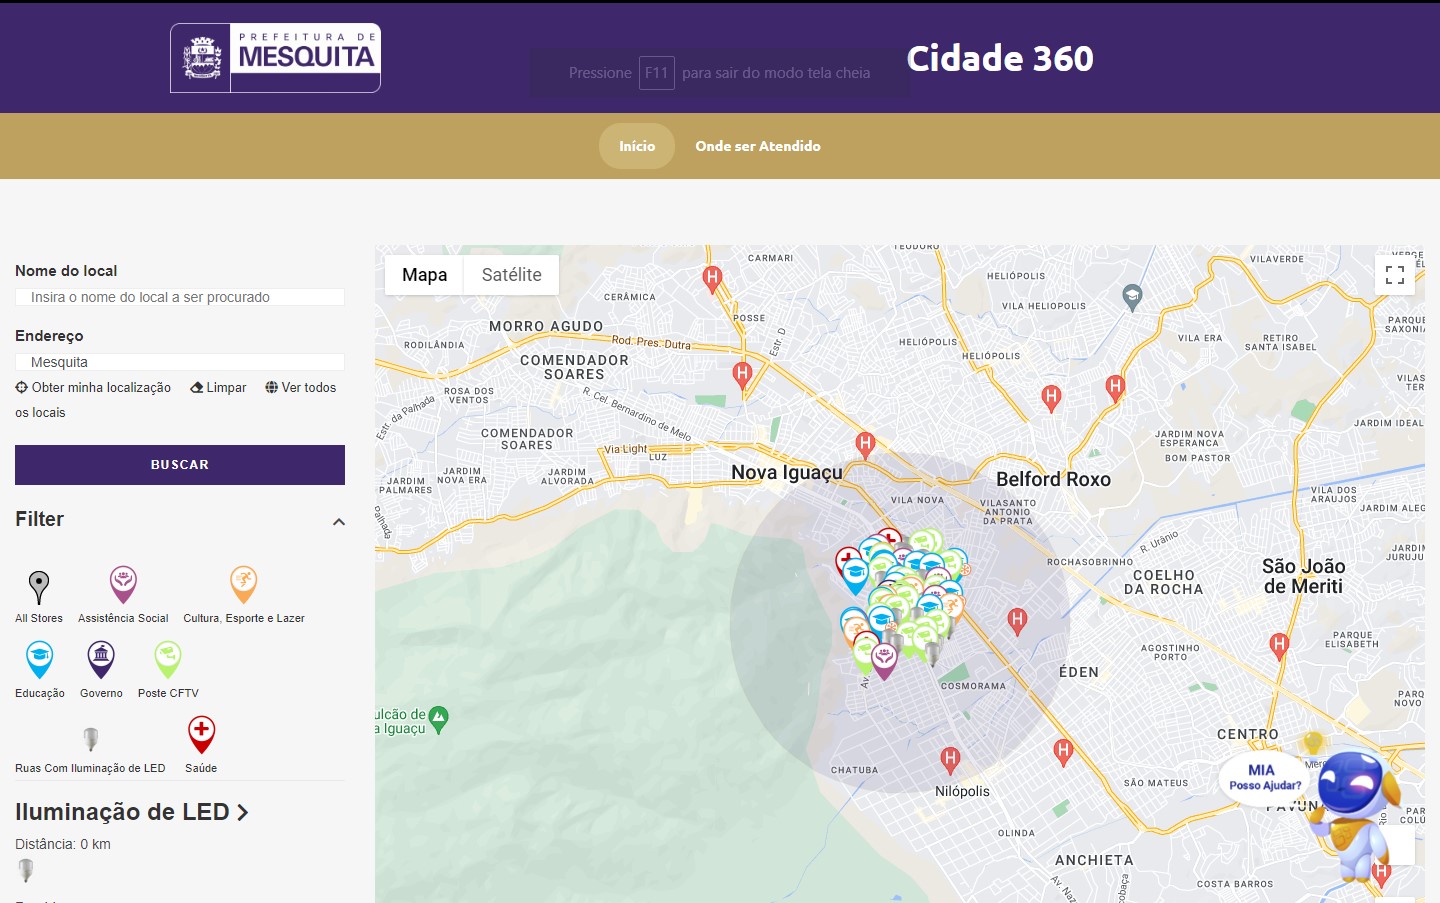 PREFEITURA DE
MESQUITA
Pressione F11 para sair do modo tela cheia
Cidade 360
Início
Onde ser Atendido
Nome do local
Insira o nome do local a ser procurado
Endereço
Mesquita
Obter minha localização
Limpar
Ver todos
os locais
BUSCAR
Filter
All Stores
Assistência Social
Cultura, Esporte e Lazer
Educação
Governo
Poste CFTV
Ruas Com Iluminação de LED
Saúde
Iluminação de LED
Distância: 0 km
Mapa
Satélite
TEODORO
CARMARI
VILAVERDE
HELIÓPOLIS
CERÂMICA
VILA HELIOPOLIS
POSSE
Estr. D
MORRO AGUDO
Rod. Pres. Dutra
RODILÂNDIA
HELIÓPOLIS
VILA ERA
RETIRO
SANTA ISABEL
PARQUE
HELIÓPOLIS
COMENDADOR
SOARES
ROSA DOS
VENTOS
R. Cel. Bernardino de Melo
Estr. da Palhada
COMENDADOR
SOARES
Via Light
LUZ
JARDIM NOVA
ESPERANCA
BOM PASTOR
JARDIM IDEAL
JARDIM
NOVA ERA
JARDIM
PALMARES
JARDIM
ALVORADA
Nova Iguaçu
Belford Roxo
VILA NOVA
VILASANTO
ANTONIO
DA PRATA
VILA DOS
ARAUJOS
Palhada
R. Urânio
ROCHASOBRINHO
COELHO
DA ROCHA
São João
de Meriti
JARDIM
AGOSTINHO
PORTO
PARQUE
ELISABETH
ÉDEN
COSMORAMA
Av.
PARQ
NOVO
ulcão de
a Iguaçu
CENTRO
CHATUBA
Nilópolis
SÃO MATEUS
MIA
Posso Ajudar?
PAVUNA
OLINDA
ANCHIETA
COSTA BARROS